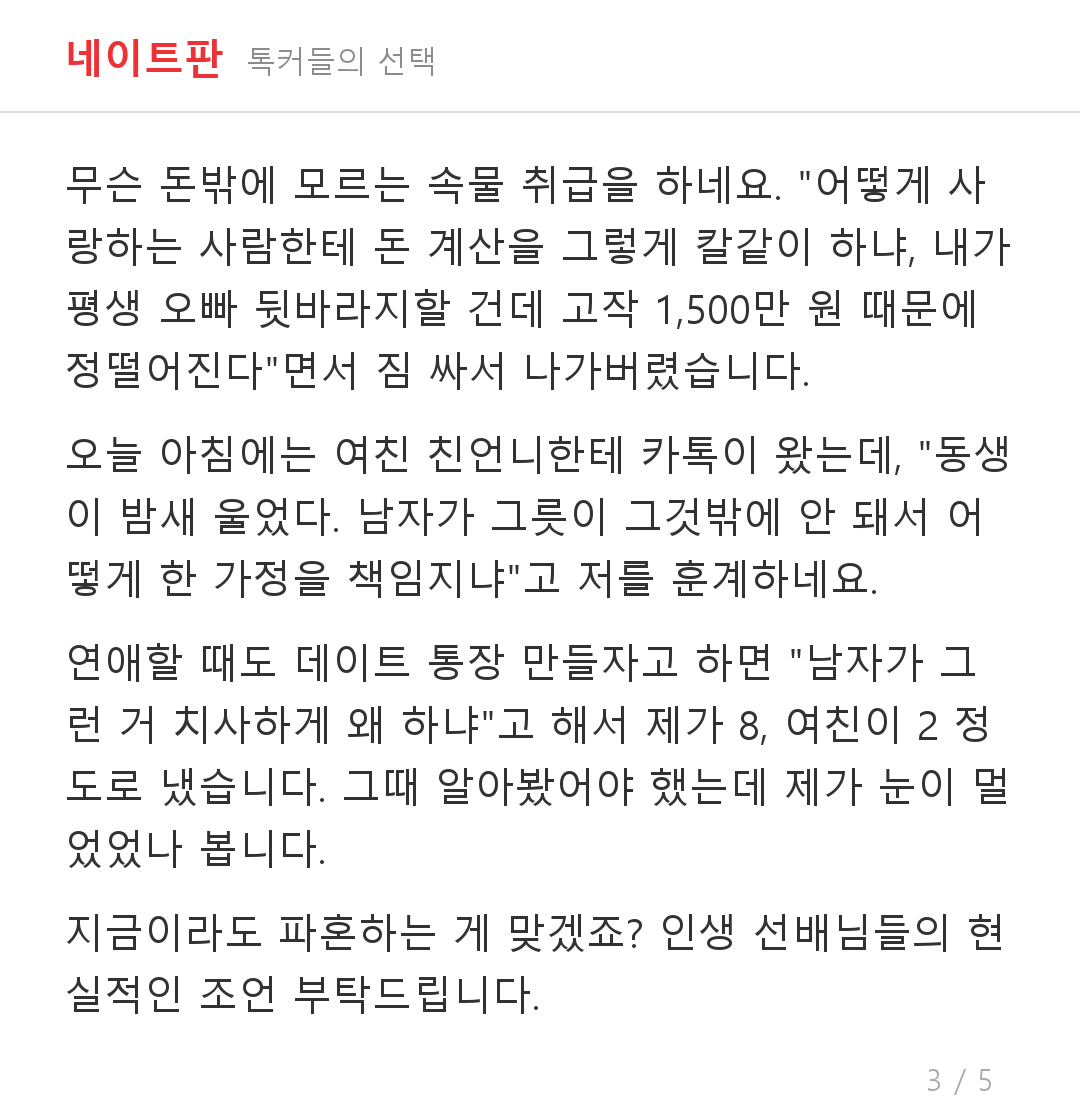 네이트판 톡커들의 선택
무슨 돈밖에 모르는 속물 취급을 하네요. "어떻게 사
랑하는 사람한테 돈 계산을 그렇게 칼같이 하냐, 내가
평생 오빠 뒷바라지할 건데 고작 1,500만 원 때문에
정떨어진다"면서 짐 싸서 나가버렸습니다.
오늘 아침에는 여친 친언니한테 카톡이 왔는데, "동생
이 밤새 울었다. 남자가 그릇이 그것밖에 안 돼서 어
떻게 한 가정을 책임지냐"고 저를 훈계하네요.
연애할 때도 데이트 통장 만들자고 하면 "남자가 그
런 거 치사하게 왜 하냐"고 해서 제가 8, 여친이 2 정
도로 냈습니다. 그때 알아봤어야 했는데 제가 눈이 멀
었었나 봅니다.
지금이라도 파혼하는 게 맞겠죠? 인생 선배님들의 현
실적인 조언 부탁드립니다.
3 / 5